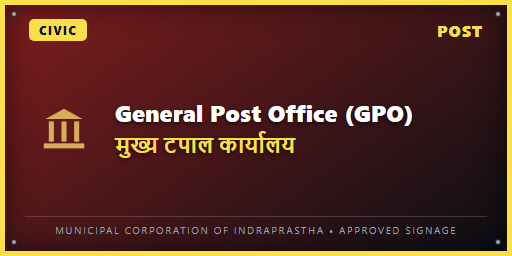 CIVIC
POST
General Post Office (GPO)
मुख्य टपाल कार्यालय
MUNICIPAL CORPORATION OF INDRAPRASTHA • APPROVED SIGNAGE